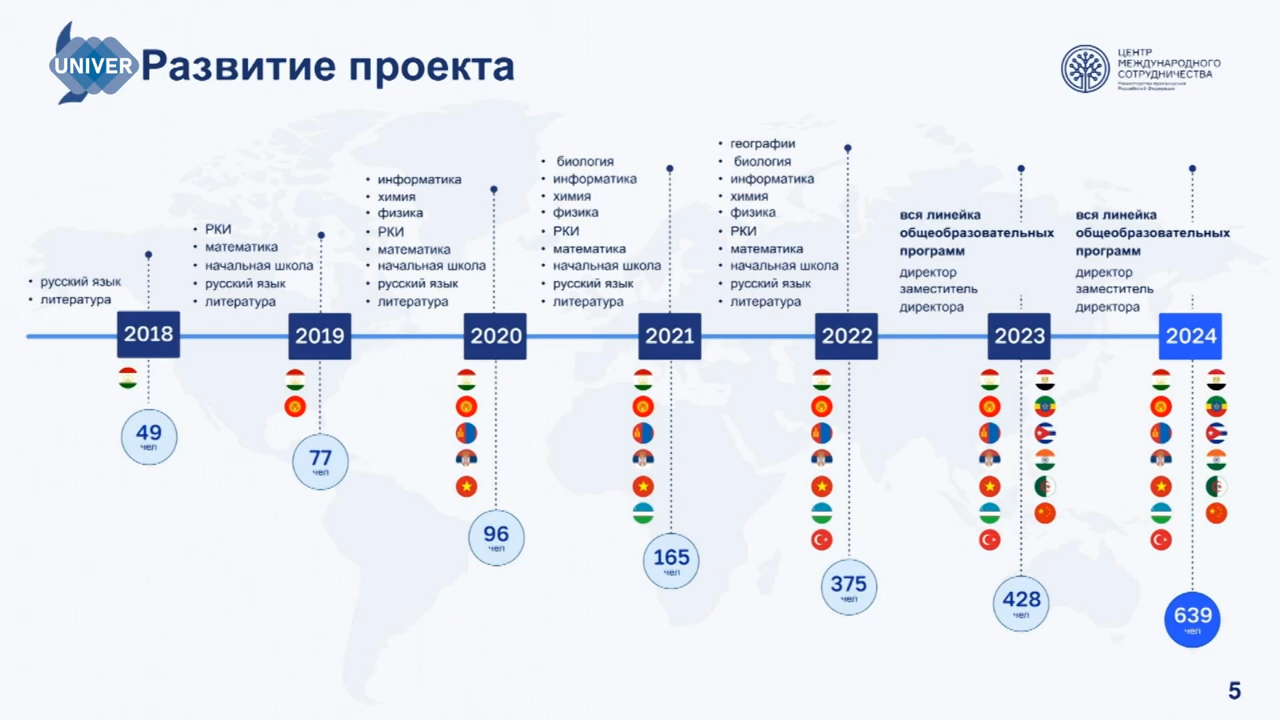 UNIVER
Развитие проекта
ЦЕНТР
МЕЖДУНАРОДНОГО
СОТРУДНИЧЕСТВА
Министерства просвещения
Российской Федерации
• русский язык
• литература
2018
49
чел
• РКИ
• математика
• начальная школа
• русский язык
• литература
2019
77
чел
• информатика
• химия
• физика
• РКИ
• математика
• начальная школа
• русский язык
• литература
2020
96
чел
• биология
• информатика
• химия
• физика
• РКИ
• математика
• начальная школа
• русский язык
• литература
2021
165
чел
• географии
• биология
• информатика
• химия
• физика
• РКИ
• математика
• начальная школа
• русский язык
• литература
2022
375
чел
вся линейка
общеобразовательных
программ
директор
заместитель
директора
2023
428
чел
вся линейка
общеобразовательных
программ
директор
заместитель
директора
2024
639
чел
5